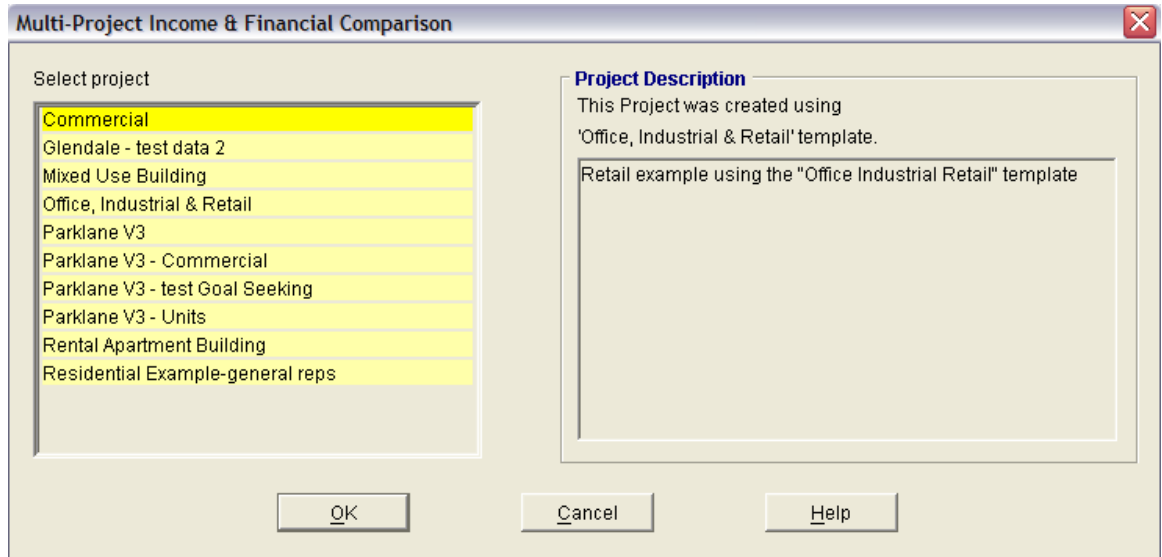 Multi-Project Income & Financial Comparison
Select project
Commercial
Glendale - test data 2
Mixed Use Building
Office, Industrial & Retail
Parklane V3
Parklane V3 - Commercial
Parklane V3 - test Goal Seeking
Parklane V3 - Units
Rental Apartment Building
Residential Example-general reps
Project Description
This Project was created using
'Office, Industrial & Retail' template.
Retail example using the "Office Industrial Retail" template
OK
Cancel
Help